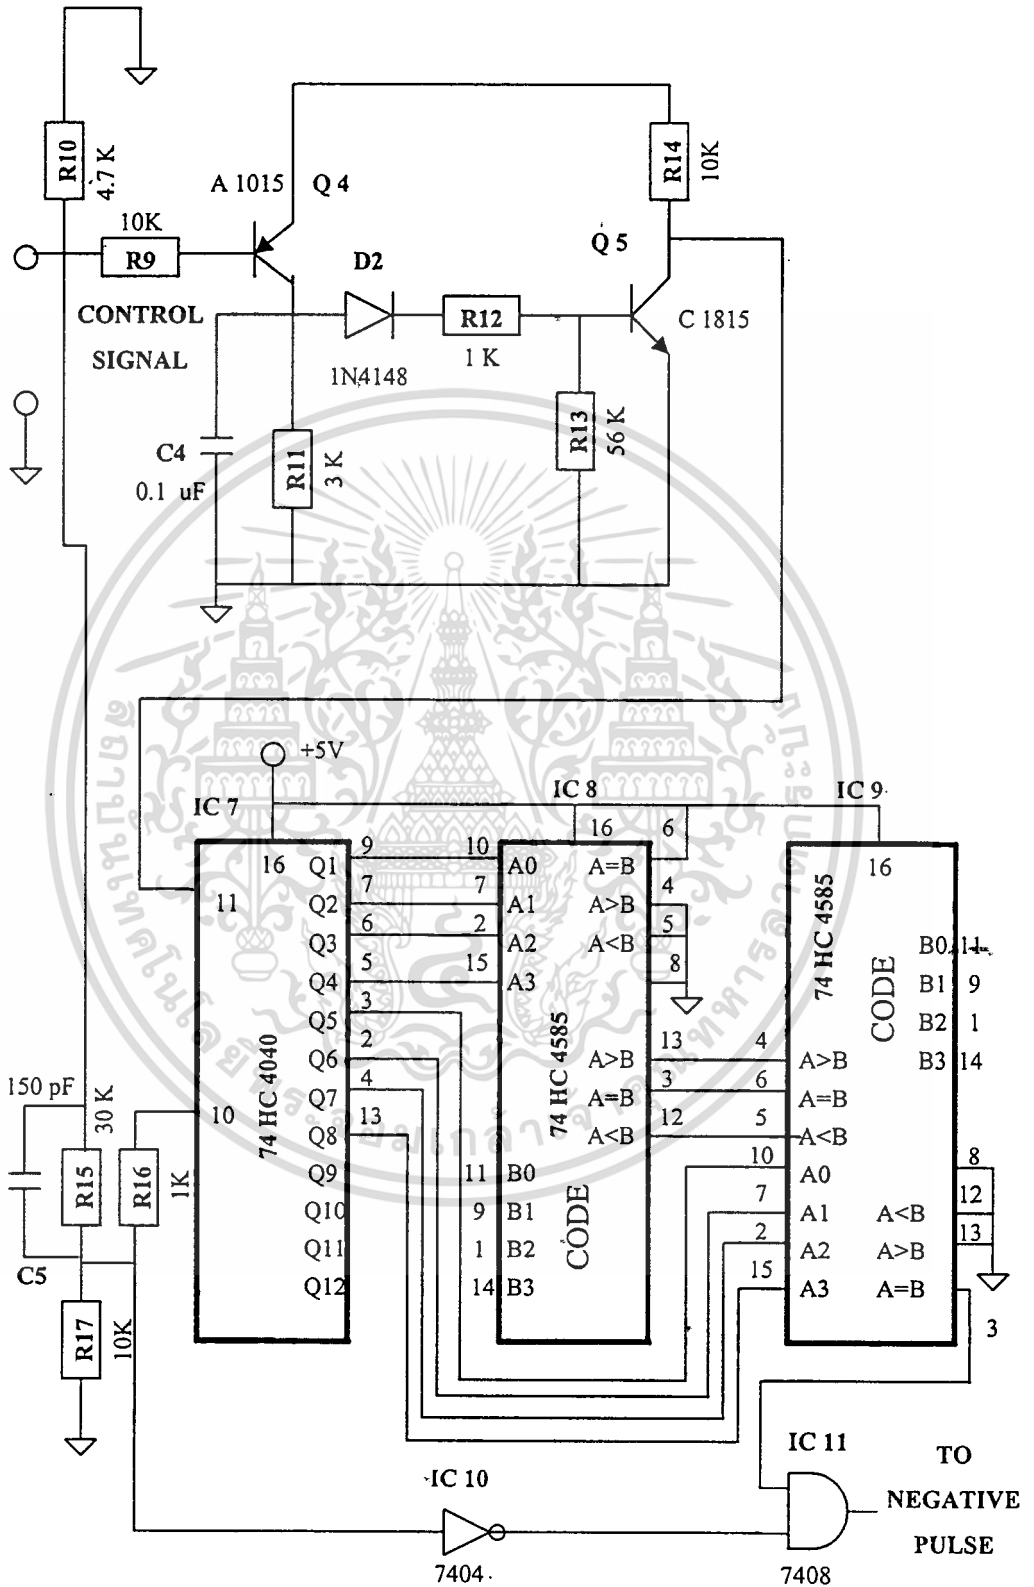 R10
4.7 K
A 1015
Q 4
R14
10K
10K
R9
D2
Q 5
CONTROL
SIGNAL
R12
1 K
C 1815
1N4148
C4
0.1 uF
R11
3 K
R13
56 K
+5V
IC 7
IC 8
IC 9
16
11
10
74 HC 4040
Q1
Q2
Q3
Q4
Q5
Q6
Q7
Q8
Q9
Q10
Q11
Q12
9
7
6
5
3
2
4
13
10
7
2
15
A0
A1
A2
A3
16
6
A=B
4
A>B
5
A<B
8
74 HC 4585
CODE
A>B
A=B
A<B
13
3
12
11 B0
9 B1
1 B2
14 B3
4
6
5
10
7
2
15
A>B
A=B
A<B
A0
A1
A2
A3
16
74 HC 4585
CODE
B0 11
B1 9
B2 1
B3 14
8
12
13
A<B
A>B
A=B
3
150 pF
30 K
R15
R16
1K
C5
R17
10K
IC 10
7404
IC 11
7408
TO
NEGATIVE
PULSE